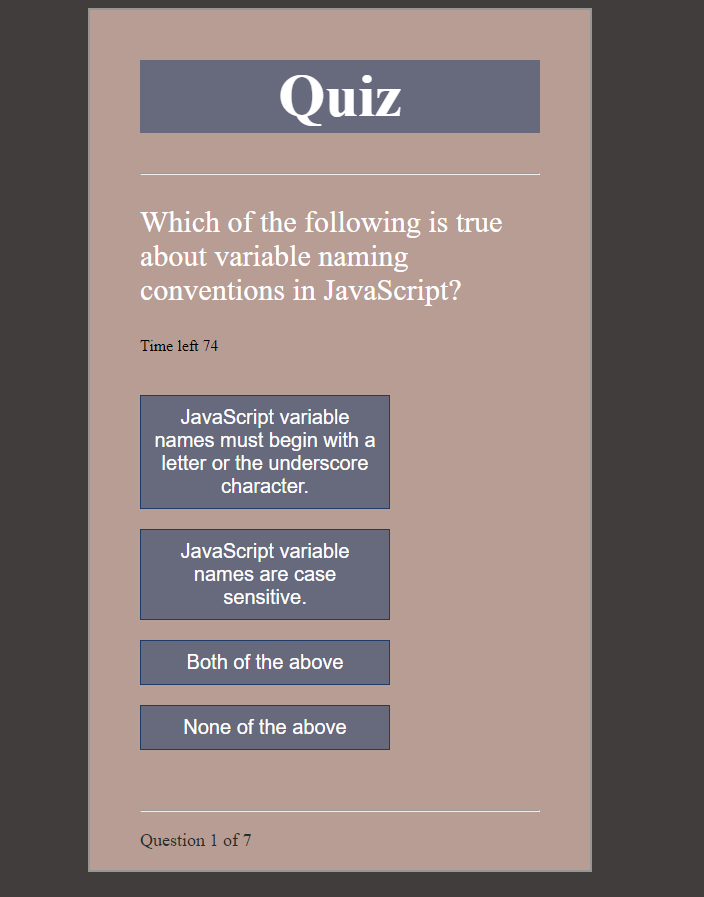 Quiz
Which of the following is true
about variable naming
conventions in JavaScript?
Time left 74
JavaScript variable
names must begin with a
letter or the underscore
character.
JavaScript variable
names are case
sensitive.
Both of the above
None of the above
Question 1 of 7